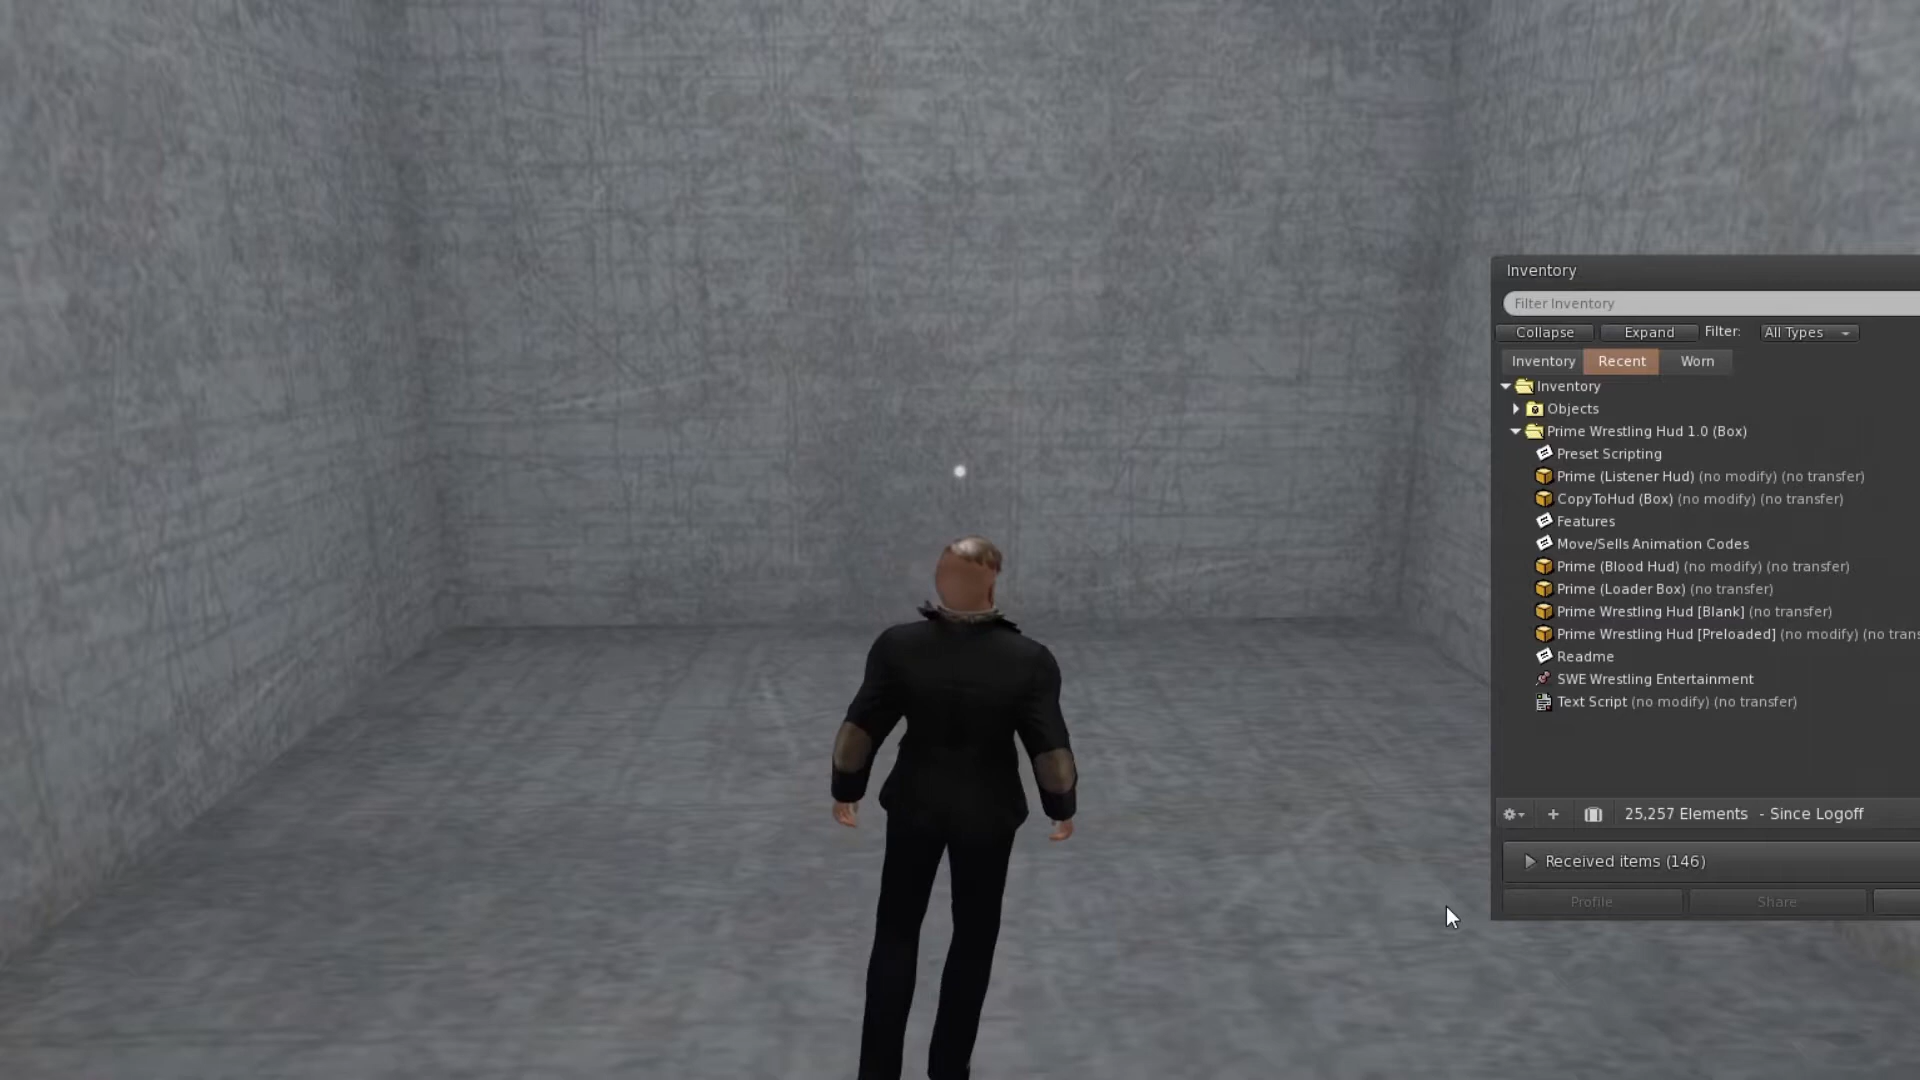 Inventory
Filter Inventory
Collapse Expand Filter: All Types
Inventory Recent Worn
Inventory
Objects
Prime Wrestling Hud 1.0 (Box)
Preset Scripting
Prime (Listener Hud) (no modify) (no transfer)
CopyToHud (Box) (no modify) (no transfer)
Features
Move/Sells Animation Codes
Prime (Blood Hud) (no modify) (no transfer)
Prime (Loader Box) (no transfer)
Prime Wrestling Hud [Blank] (no transfer)
Prime Wrestling Hud [Preloaded] (no modify) (no trans
Readme
SWE Wrestling Entertainment
Text Script (no modify) (no transfer)
25,257 Elements - Since Logoff
Received items (146)
Profile Share